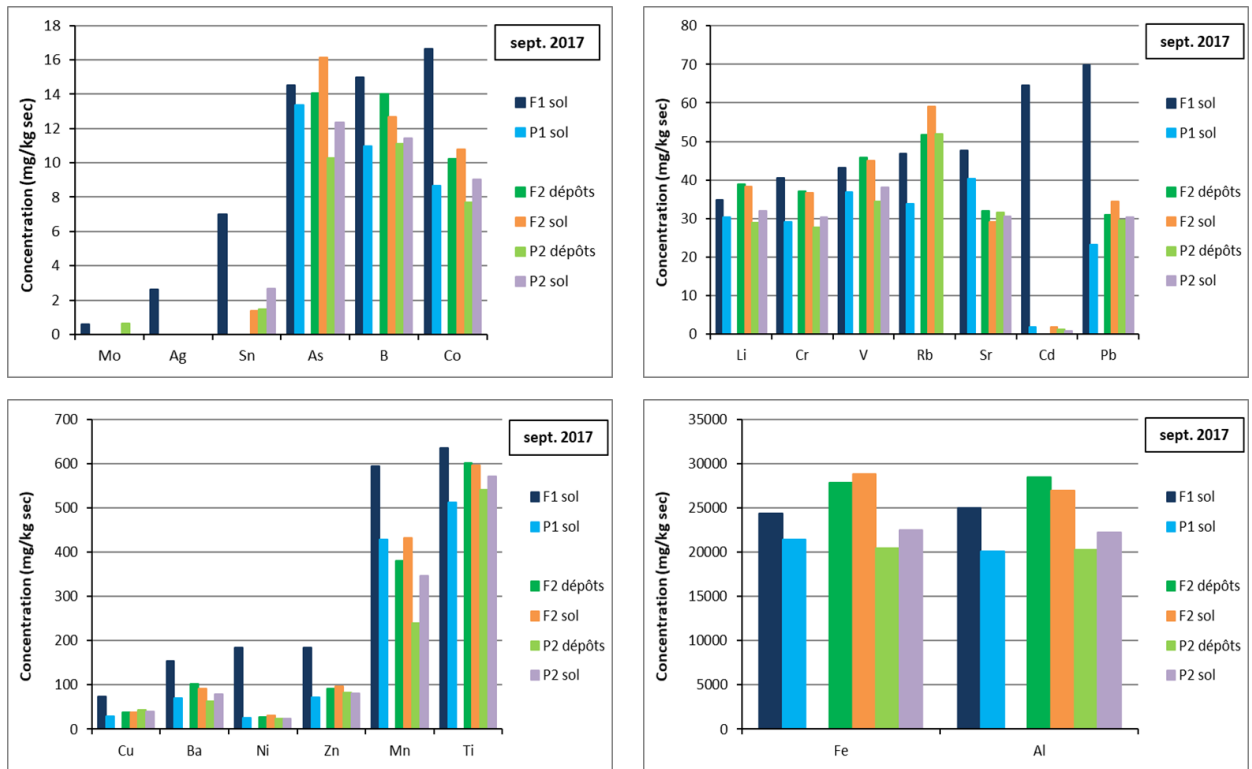 Concentration (mg/kg sec)
18
16
14
12
10
8
6
4
2
0
Mo Ag Sn As B Co
sept. 2017
F1 sol
P1 sol
F2 dépôts
F2 sol
P2 dépôts
P2 sol
Concentration (mg/kg sec)
80
70
60
50
40
30
20
10
0
Li Cr V Rb Sr Cd Pb
sept. 2017
F1 sol
P1 sol
F2 dépôts
F2 sol
P2 dépôts
P2 sol
Concentration (mg/kg sec)
700
600
500
400
300
200
100
0
Cu Ba Ni Zn Mn Ti
sept. 2017
F1 sol
P1 sol
F2 dépôts
F2 sol
P2 dépôts
P2 sol
Concentration (mg/kg sec)
35000
30000
25000
20000
15000
10000
5000
0
Fe Al
sept. 2017
F1 sol
P1 sol
F2 dépôts
F2 sol
P2 dépôts
P2 sol